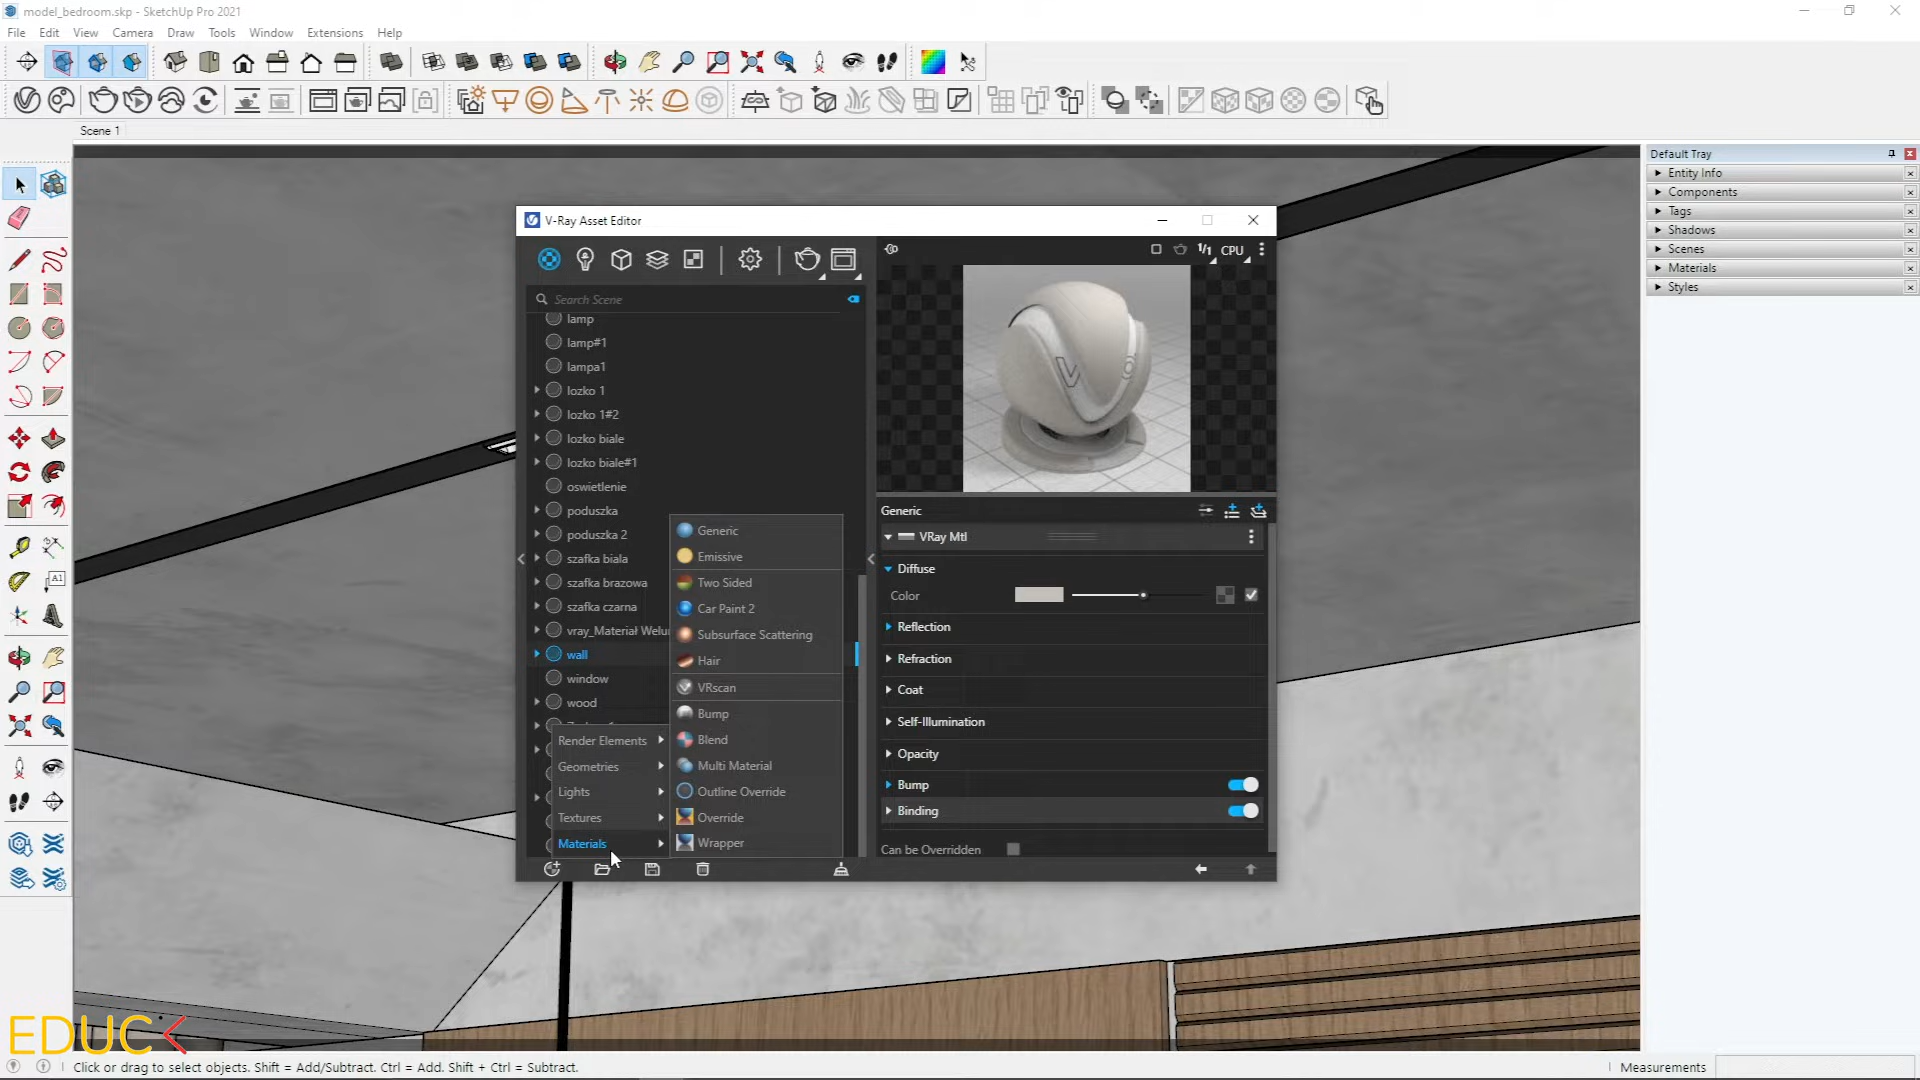 model_bedroom.skp - SketchUp Pro 2021
File Edit View Camera Draw Tools Window Extensions Help
Scene 1
Default Tray
Entity Info
Components
Tags
Shadows
Scenes
Materials
Styles
V-Ray Asset Editor
1/1 CPU
Search Scene
lamp
lamp#1
lampa1
lozko 1
lozko 1#2
lozko biale
lozko biale#1
oswietlenie
poduszka
poduszka 2
szafka biala
szafka brazowa
szafka czarna
vray_Materiał Welu
wall
window
wood
Render Elements
Geometries
Lights
Textures
Materials
Generic
Emissive
Two Sided
Car Paint 2
Subsurface Scattering
Hair
VRscan
Bump
Blend
Multi Material
Outline Override
Override
Wrapper
Generic
VRay Mtl
Diffuse
Color
Reflection
Refraction
Coat
Self-Illumination
Opacity
Bump
Binding
Can be Overridden
A1
EDUC
Click or drag to select objects. Shift = Add/Subtract. Ctrl = Add. Shift + Ctrl = Subtract.
Measurements